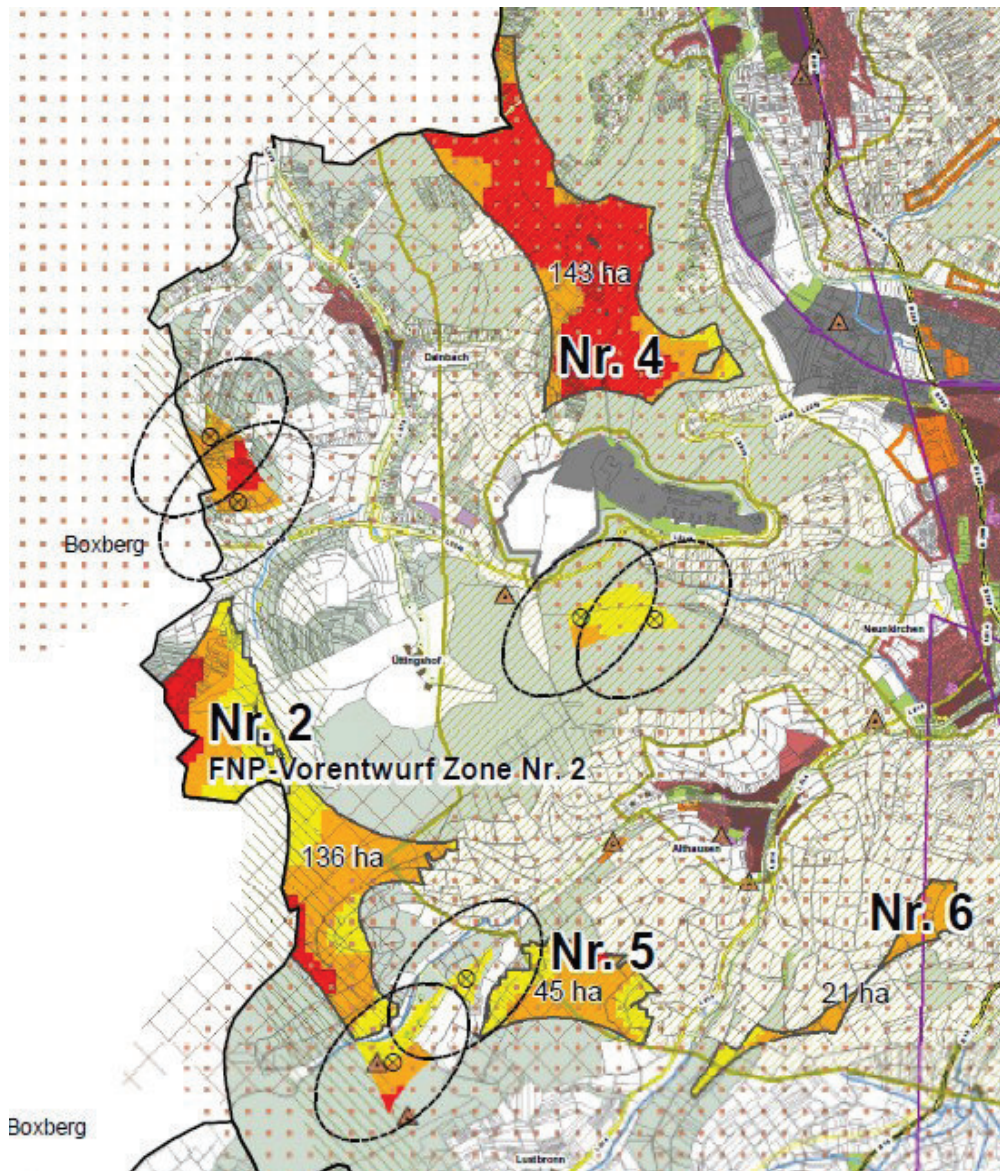 143 ha
Nr. 4
Dainbach
Boxberg
Neunkirchen
Üttingshof
Nr. 2
FNP-Vorentwurf Zone Nr. 2
136 ha
Althausen
Nr. 6
Nr. 5
45 ha
21 ha
Boxberg
Lustbronn